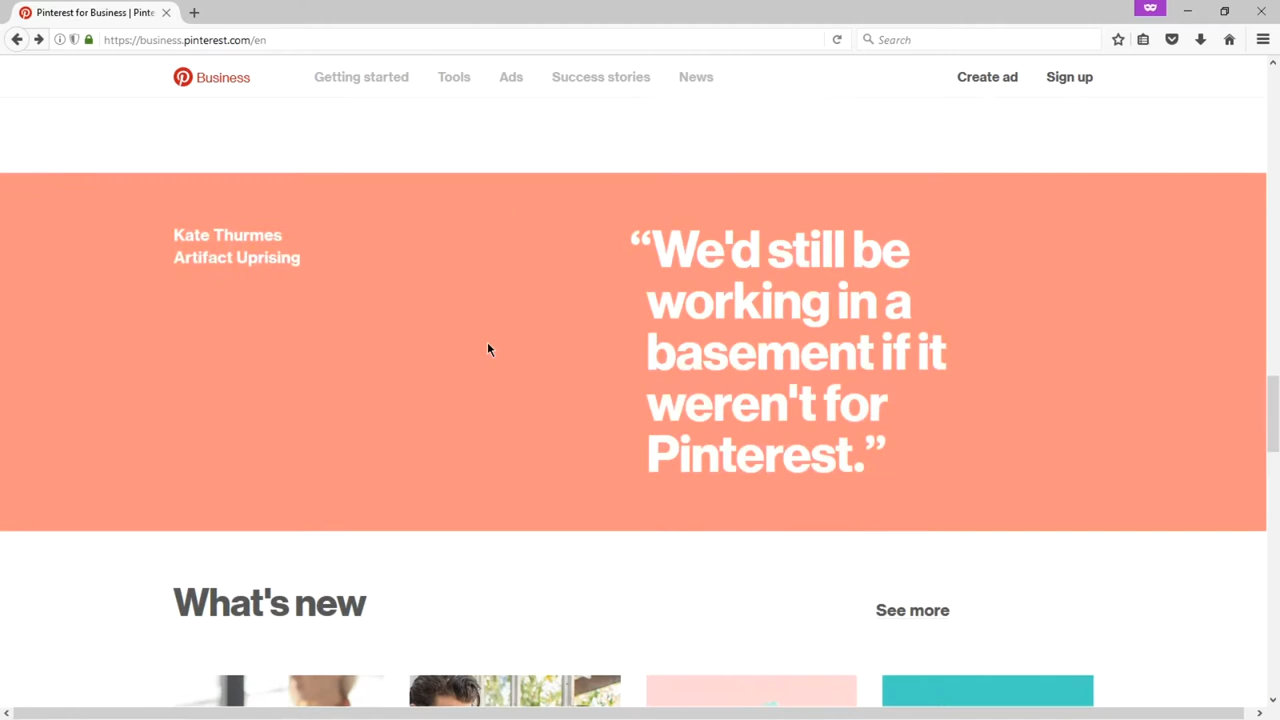 Pinterest for Business | Pinte
https://business.pinterest.com/en
Search
Business
Getting started
Tools
Ads
Success stories
News
Create ad
Sign up
Kate Thurmes
Artifact Uprising
“We'd still be
working in a
basement if it
weren't for
Pinterest.”
What's new
See more